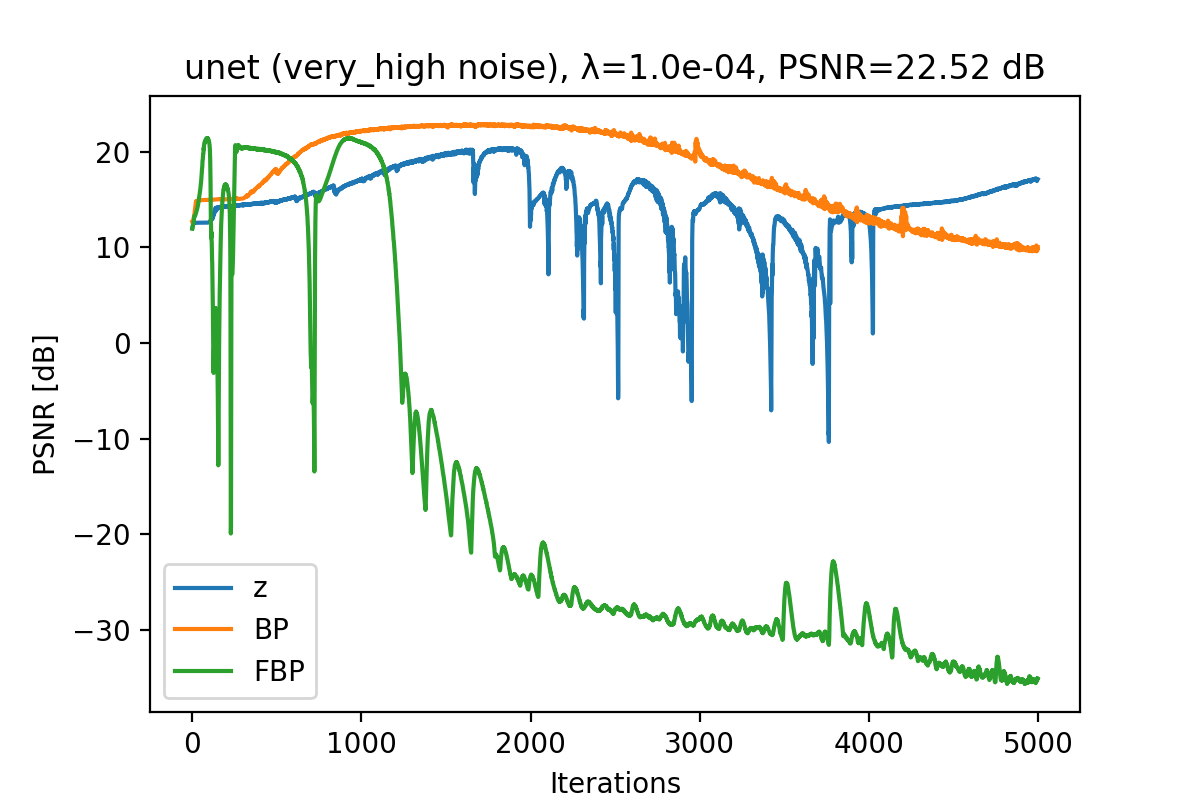 unet (very_high noise), λ=1.0e-04, PSNR=22.52 dB
20
10
0
−10
−20
−30
PSNR [dB]
z
BP
FBP
0 1000 2000 3000 4000 5000
Iterations